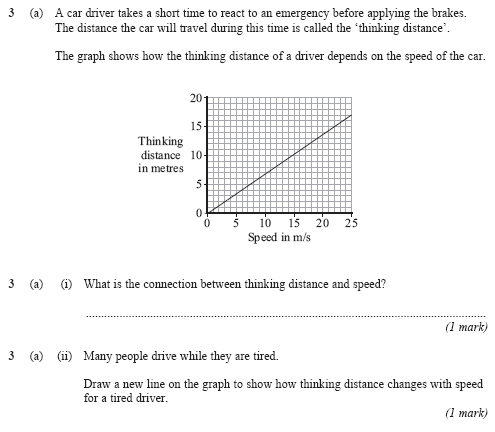 3 (a) A car driver takes a short time to react to an emergency before applying the brakes.
The distance the car will travel during this time is called the ‘thinking distance’.
The graph shows how the thinking distance of a driver depends on the speed of the car.
20
15
Thinking
distance 10
in metres
5
0
0 5 10 15 20 25
Speed in m/s
3 (a) (i) What is the connection between thinking distance and speed?
(1 mark)
3 (a) (ii) Many people drive while they are tired.
Draw a new line on the graph to show how thinking distance changes with speed
for a tired driver.
(1 mark)